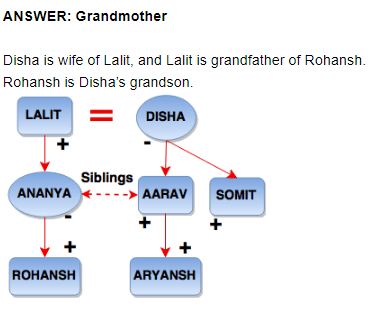 ANSWER: Grandmother
Disha is wife of Lalit, and Lalit is grandfather of Rohansh.
Rohansh is Disha's grandson.
LALIT = DISHA
+ -
Siblings
ANANYA AARAV SOMIT
- + +
+ +
ROHANSH ARYANSH